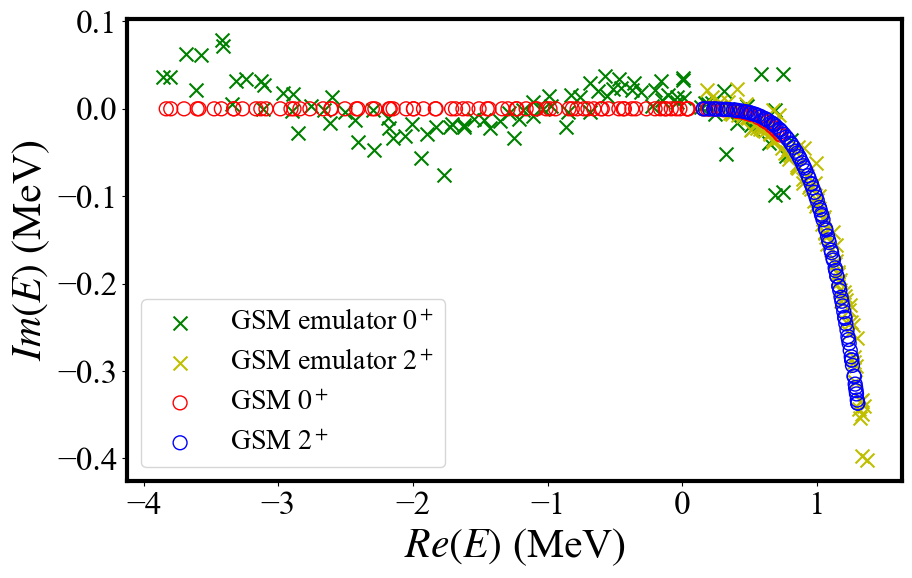 0.1
0.0
−0.1
−0.2
−0.3
−0.4
Im(E) (MeV)
GSM emulator 0⁺
GSM emulator 2⁺
GSM 0⁺
GSM 2⁺
−4 −3 −2 −1 0 1
Re(E) (MeV)